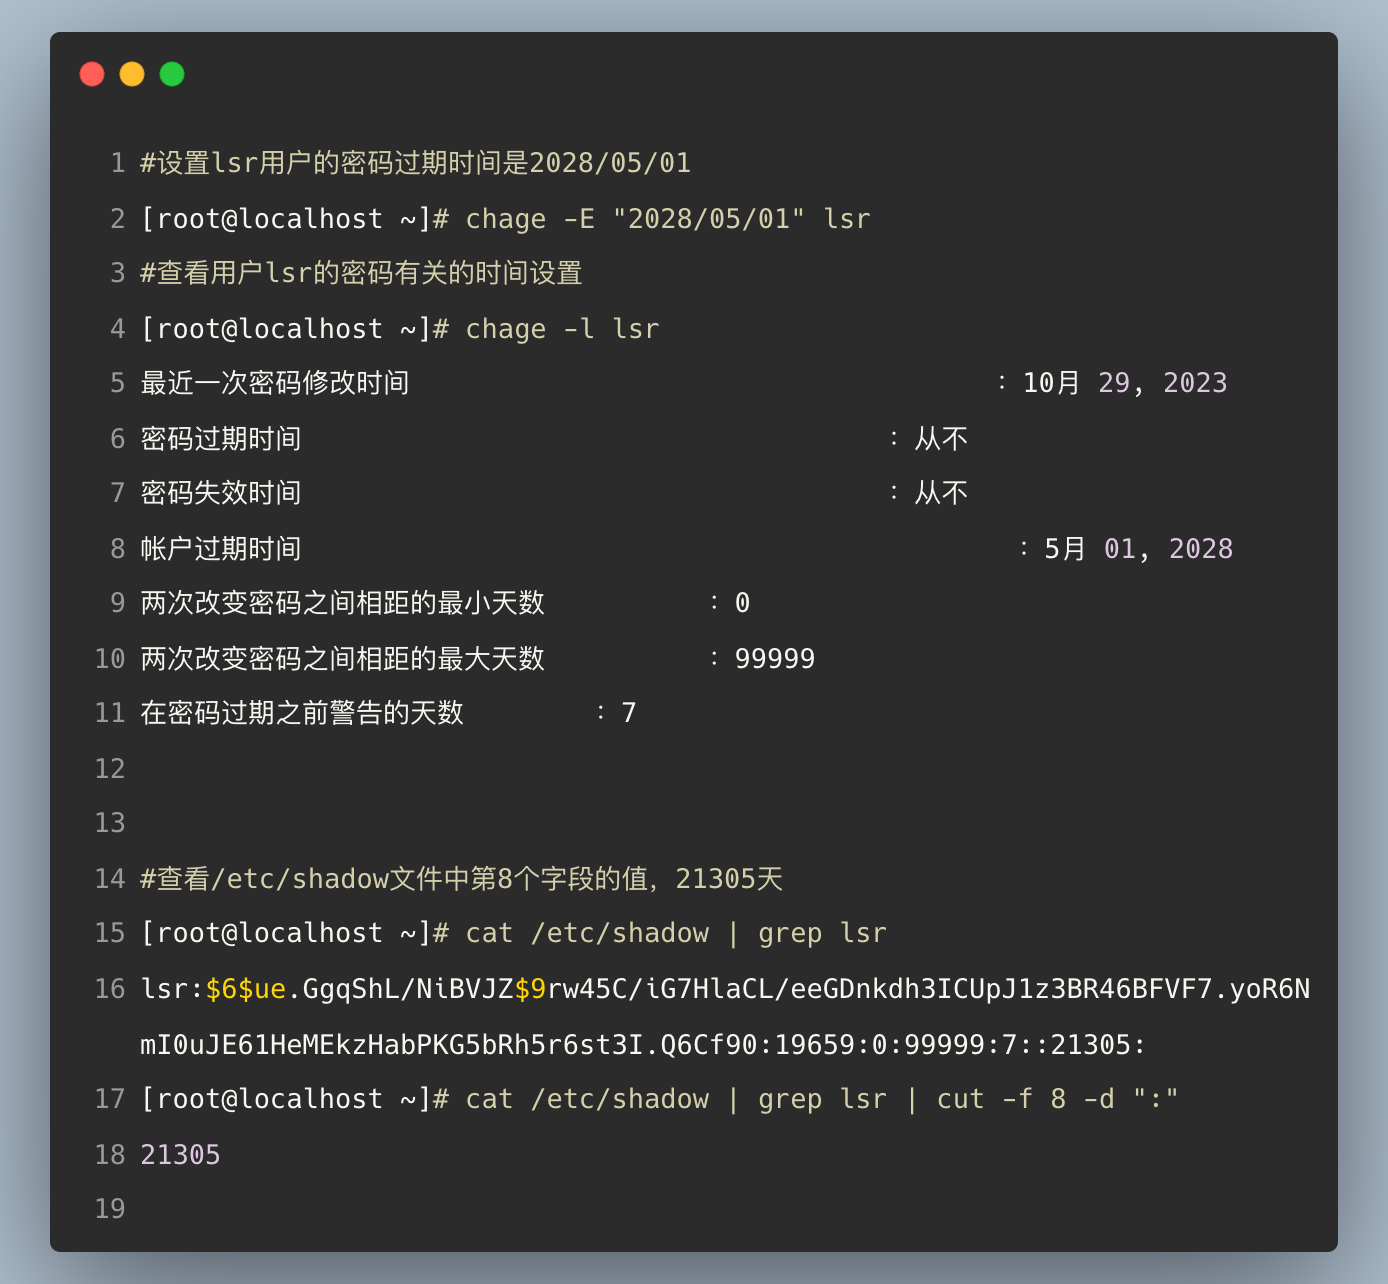 1 #设置lsr用户的密码过期时间是2028/05/01
2 [root@localhost ~]# chage -E "2028/05/01" lsr
3 #查看用户lsr的密码有关的时间设置
4 [root@localhost ~]# chage -l lsr
5 最近一次密码修改时间 : 10月 29, 2023
6 密码过期时间 : 从不
7 密码失效时间 : 从不
8 帐户过期时间 : 5月 01, 2028
9 两次改变密码之间相距的最小天数 : 0
10 两次改变密码之间相距的最大天数 : 99999
11 在密码过期之前警告的天数 : 7
12
13
14 #查看/etc/shadow文件中第8个字段的值，21305天
15 [root@localhost ~]# cat /etc/shadow | grep lsr
16 lsr:$6$ue.GgqShL/NiBVJZ$9rw45C/iG7HlaCL/eeGDnkdh3ICUpJ1z3BR46BFVF7.yoR6N
mI0uJE61HeMEkzHabPKG5bRh5r6st3I.Q6Cf90:19659:0:99999:7::21305:
17 [root@localhost ~]# cat /etc/shadow | grep lsr | cut -f 8 -d ":"
18 21305
19